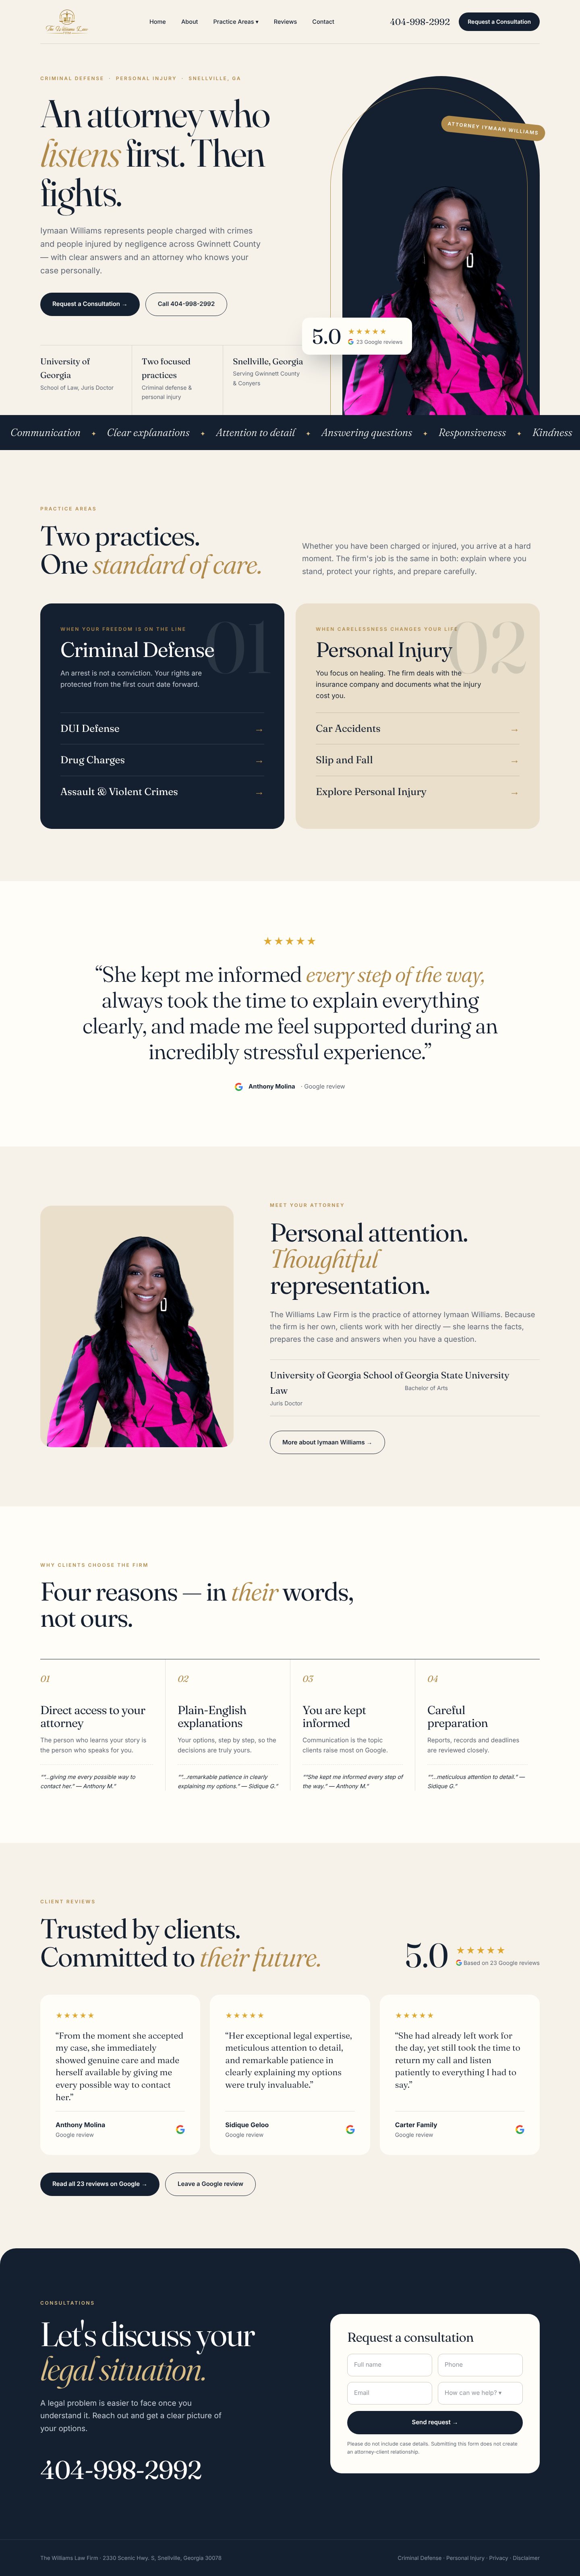 The Williams Law
Home About Practice Areas ▾ Reviews Contact
404-998-2992
Request a Consultation
CRIMINAL DEFENSE · PERSONAL INJURY · SNELLVILLE, GA
An attorney who
listens first. Then
fights.
Iymaan Williams represents people charged with crimes
and people injured by negligence across Gwinnett County
— with clear answers and an attorney who knows your
case personally.
Request a Consultation →
Call 404-998-2992
ATTORNEY IYMAAN WILLIAMS
5.0 ★★★★★
23 Google reviews
University of
Georgia
School of Law, Juris Doctor
Two focused
practices
Criminal defense &
personal injury
Snellville, Georgia
Serving Gwinnett County
& Conyers
Communication ✦ Clear explanations ✦ Attention to detail ✦ Answering questions ✦ Responsiveness ✦ Kindness
PRACTICE AREAS
Two practices.
One standard of care.
Whether you have been charged or injured, you arrive at a hard
moment. The firm's job is the same in both: explain where you
stand, protect your rights, and prepare carefully.
01
WHEN YOUR FREEDOM IS ON THE LINE
Criminal Defense
An arrest is not a conviction. Your rights are
protected from the first court date forward.
DUI Defense →
Drug Charges →
Assault & Violent Crimes →
02
WHEN CARELESSNESS CHANGES YOUR LIFE
Personal Injury
You focus on healing. The firm deals with the
insurance company and documents what the injury
cost you.
Car Accidents →
Slip and Fall →
Explore Personal Injury →
★★★★★
“She kept me informed every step of the way,
always took the time to explain everything
clearly, and made me feel supported during an
incredibly stressful experience.”
Anthony Molina · Google review
MEET YOUR ATTORNEY
Personal attention.
Thoughtful
representation.
The Williams Law Firm is the practice of attorney Iymaan Williams. Because
the firm is her own, clients work with her directly — she learns the facts,
prepares the case and answers when you have a question.
University of Georgia School of
Law
Juris Doctor
Georgia State University
Bachelor of Arts
More about Iymaan Williams →
WHY CLIENTS CHOOSE THE FIRM
Four reasons — in their words,
not ours.
01
Direct access to your
attorney
The person who learns your story is
the person who speaks for you.
"“...giving me every possible way to
contact her.” — Anthony M."
02
Plain-English
explanations
Your options, step by step, so the
decisions are truly yours.
"“...remarkable patience in clearly
explaining my options.” — Sidique G."
03
You are kept
informed
Communication is the topic
clients raise most on Google.
"“She kept me informed every step of
the way.” — Anthony M."
04
Careful
preparation
Reports, records and deadlines
are reviewed closely.
"“...meticulous attention to detail.” —
Sidique G."
CLIENT REVIEWS
Trusted by clients.
Committed to their future.
5.0 ★★★★★
Based on 23 Google reviews
★★★★★
“From the moment she accepted
my case, she immediately
showed genuine care and made
herself available by giving me
every possible way to contact
her.”
Anthony Molina
Google review
★★★★★
“Her exceptional legal expertise,
meticulous attention to detail,
and remarkable patience in
clearly explaining my options
were truly invaluable.”
Sidique Geloo
Google review
★★★★★
“She had already left work for
the day, yet still took the time to
return my call and listen
patiently to everything I had to
say.”
Carter Family
Google review
Read all 23 reviews on Google →
Leave a Google review
CONSULTATIONS
Let's discuss your
legal situation.
A legal problem is easier to face once you
understand it. Reach out and get a clear picture of
your options.
404-998-2992
Request a consultation
Full name
Phone
Email
How can we help? ▾
Send request →
Please do not include case details. Submitting this form does not create
an attorney-client relationship.
The Williams Law Firm · 2330 Scenic Hwy. S, Snellville, Georgia 30078
Criminal Defense · Personal Injury · Privacy · Disclaimer